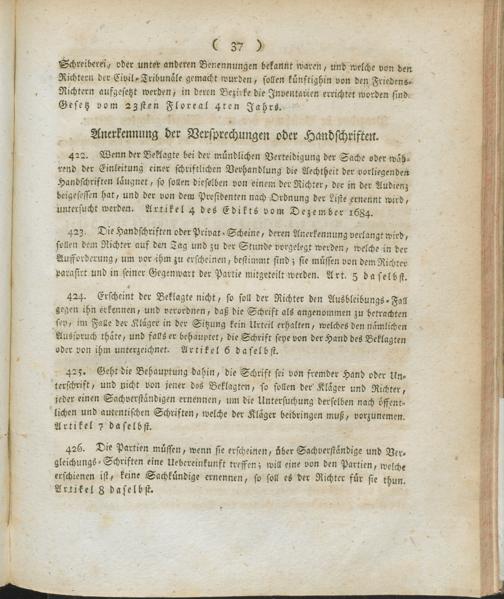 ( 37 )
Schreiberei, oder unter anderen Benennungen bekannt waren, und welche von den
Richtern der Civil-Tribunäle gemacht wurden, sollen künftighin von den Friedens-
Richtern aufgesetzt werden, in deren Bezirke die Inventarien errichtet worden sind.
Gesetz vom 23sten Floreal 4ten Jahrs.
Anerkennung der Versprechungen oder Handschriften.
422. Wenn der Beklagte bei der mündlichen Verteidigung der Sache oder wäh-
rend der Einleitung einer schriftlichen Verhandlung die Aechtheit der vorliegenden
Handschriften läugnet, so sollen dieselben von einem der Richter, der in der Audienz
beigesessen hat, und der von dem Presidenten nach Ordnung der Liste ernennt wird,
untersucht werden. Artikel 4 des Edikts vom Dezember 1684.
423. Die Handschriften oder Privat-Scheine, deren Anerkennung verlangt wird,
sollen dem Richter auf den Tag und zu der Stunde vorgelegt werden, welche in der
Aufforderung, um vor ihm zu erscheinen, bestimmt sind; sie müssen von dem Richter
parafirt und in seiner Gegenwart der Partie mitgeteilt werden. Art. 5 daselbst.
424. Erscheint der Beklagte nicht, so soll der Richter den Ausbleibungs-Fall
gegen ihn erkennen, und verordnen, daß die Schrift als angenommen zu betrachten
sey, im Falle der Kläger in der Sitzung kein Urteil erhalten, welches den nämlichen
Ausspruch thäte, und falls er behauptet, die Schrift seye von der Hand des Beklagten
oder von ihm unterzeichnet. Artikel 6 daselbst.
425. Geht die Behauptung dahin, die Schrift sei von fremder Hand oder Un-
terschrift, und nicht von jener des Beklagten, so sollen der Kläger und Richter,
jeder einen Sachverständigen ernennen, um die Untersuchung derselben nach öffent-
lichen und autentischen Schriften, welche der Kläger beibringen muß, vorzunemen.
Artikel 7 daselbst.
426. Die Partien müssen, wenn sie erscheinen, über Sachverständige und Ver-
gleichungs-Schriften eine Uebereinkunft treffen; will eine von den Partien, welche
erschienen ist, keine Sachkündige ernennen, so soll es der Richter für sie thun.
Artikel 8 daselbst.